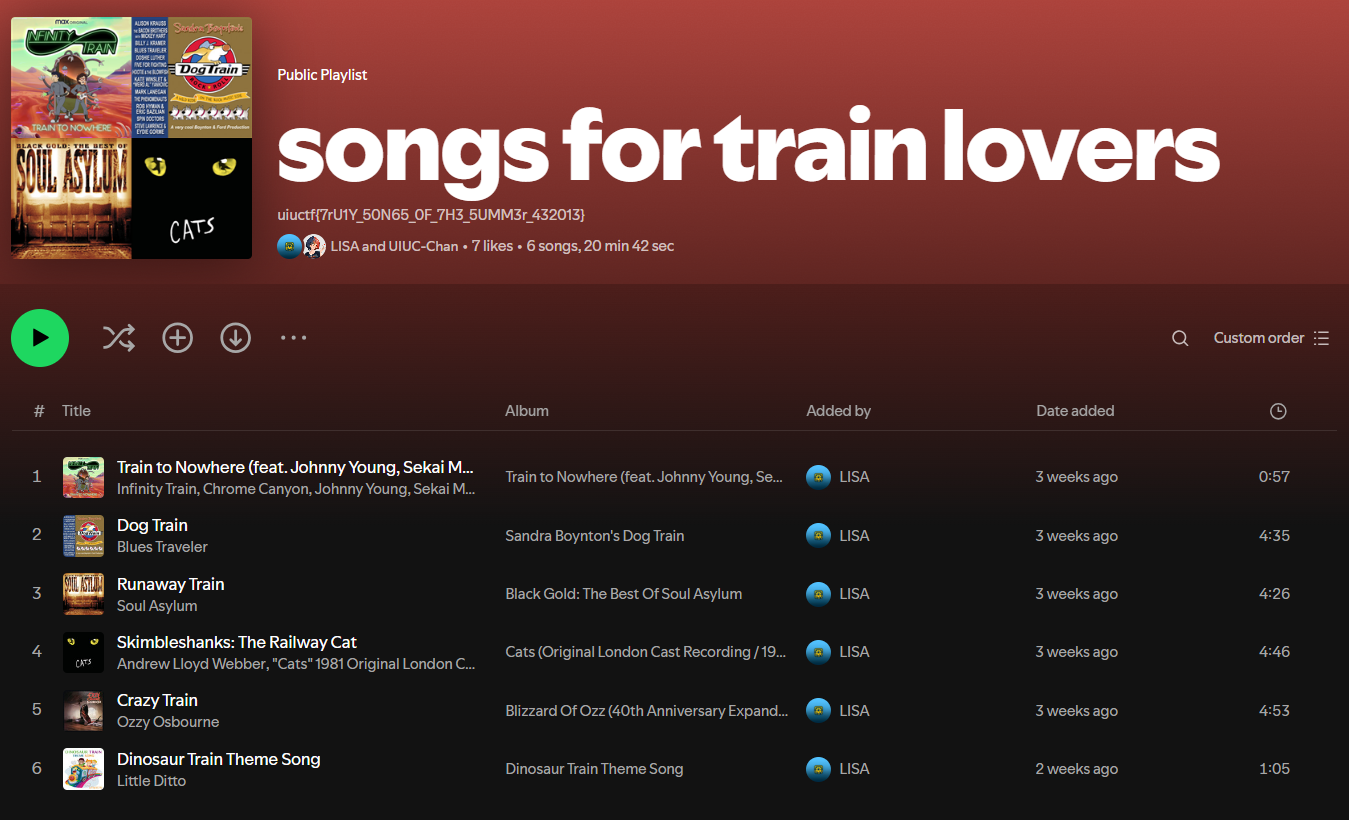 max ORIGINAL
INFINITY TRAIN
TRAIN TO NOWHERE
ALISON KRAUSS
THE BACON BROTHERS
WITH MICKEY HART
BILLY J. KRAMER
BLUES TRAVELER
FIVE FOR FIGHTING
HOOTIE & THE BLOWFISH
KATE WINSLET &
"WEIRD AL" YANKOVIC
MARK LANEGAN
THE PHENOMENAUTS
ROB HYMAN &
ERIC BAZILIAN
SPIN DOCTORS
STEVE LAWRENCE &
EYDIE GORME
Sandra Boynton's
Dog Train
ROCK & ROLL
A very cool Boynton & Ford Production
BLACK GOLD: THE BEST OF
SOUL ASYLUM
CATS
Public Playlist
songs for train lovers
uiuctf{7rU1Y_50N65_0F_7H3_5UMM3r_432013}
LISA and UIUC-Chan • 7 likes • 6 songs, 20 min 42 sec
Custom order
# Title Album Added by Date added
1 Train to Nowhere (feat. Johnny Young, Sekai M... Train to Nowhere (feat. Johnny Young, Se... LISA 3 weeks ago 0:57
Infinity Train, Chrome Canyon, Johnny Young, Sekai M...
2 Dog Train Sandra Boynton's Dog Train LISA 3 weeks ago 4:35
Blues Traveler
3 Runaway Train Black Gold: The Best Of Soul Asylum LISA 3 weeks ago 4:26
Soul Asylum
4 Skimbleshanks: The Railway Cat Cats (Original London Cast Recording / 19... LISA 3 weeks ago 4:46
Andrew Lloyd Webber, "Cats" 1981 Original London C...
5 Crazy Train Blizzard Of Ozz (40th Anniversary Expand... LISA 3 weeks ago 4:53
Ozzy Osbourne
6 Dinosaur Train Theme Song Dinosaur Train Theme Song LISA 2 weeks ago 1:05
Little Ditto